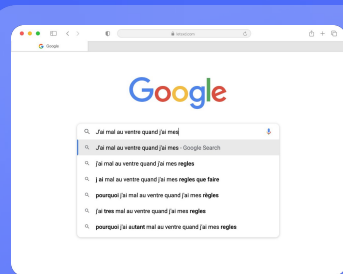 Google
Google
J'ai mal au ventre quand j'ai mes
J'ai mal au ventre quand j'ai mes - Google Search
j'ai mal au ventre quand j'ai mes regles
j ai mal au ventre quand j'ai mes regles que faire
pourquoi j'ai mal au ventre quand j'ai mes règles
j'ai tres mal au ventre quand j'ai mes regles
pourquoi j'ai autant mal au ventre quand j'ai mes regles